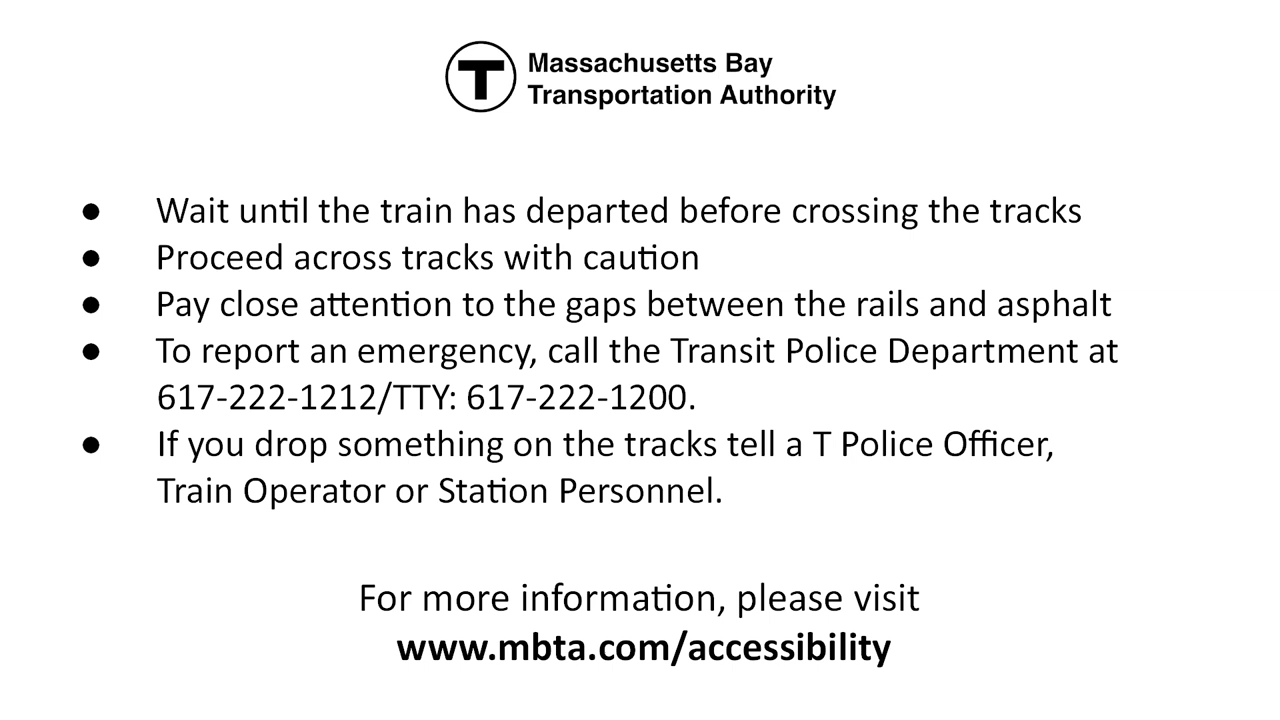 T
Massachusetts Bay
Transportation Authority
● Wait until the train has departed before crossing the tracks
● Proceed across tracks with caution
● Pay close attention to the gaps between the rails and asphalt
● To report an emergency, call the Transit Police Department at
617-222-1212/TTY: 617-222-1200.
● If you drop something on the tracks tell a T Police Officer,
Train Operator or Station Personnel.
For more information, please visit
www.mbta.com/accessibility